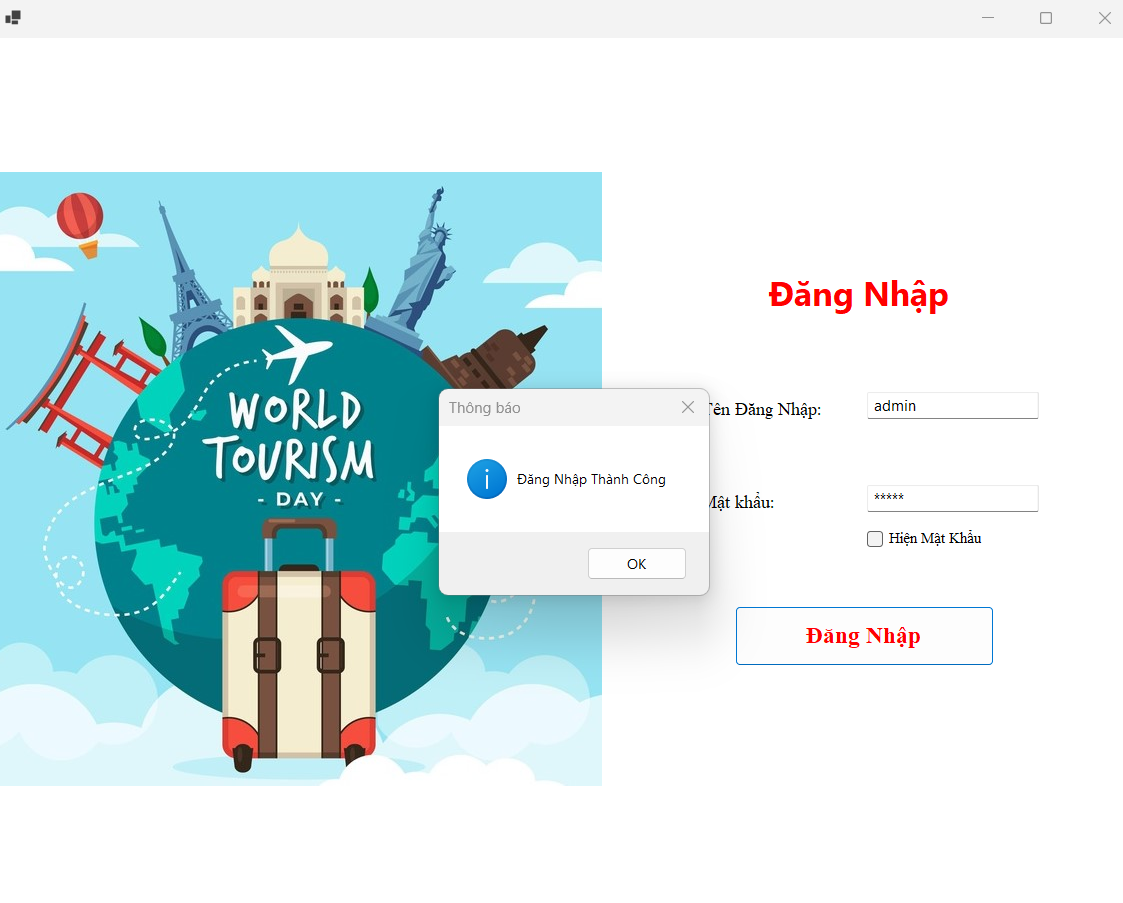 WORLD
TOURISM
- DAY -
Đăng Nhập
Tên Đăng Nhập:
admin
Mật khẩu:
*****
Hiện Mật Khẩu
Đăng Nhập
Thông báo
Đăng Nhập Thành Công
OK